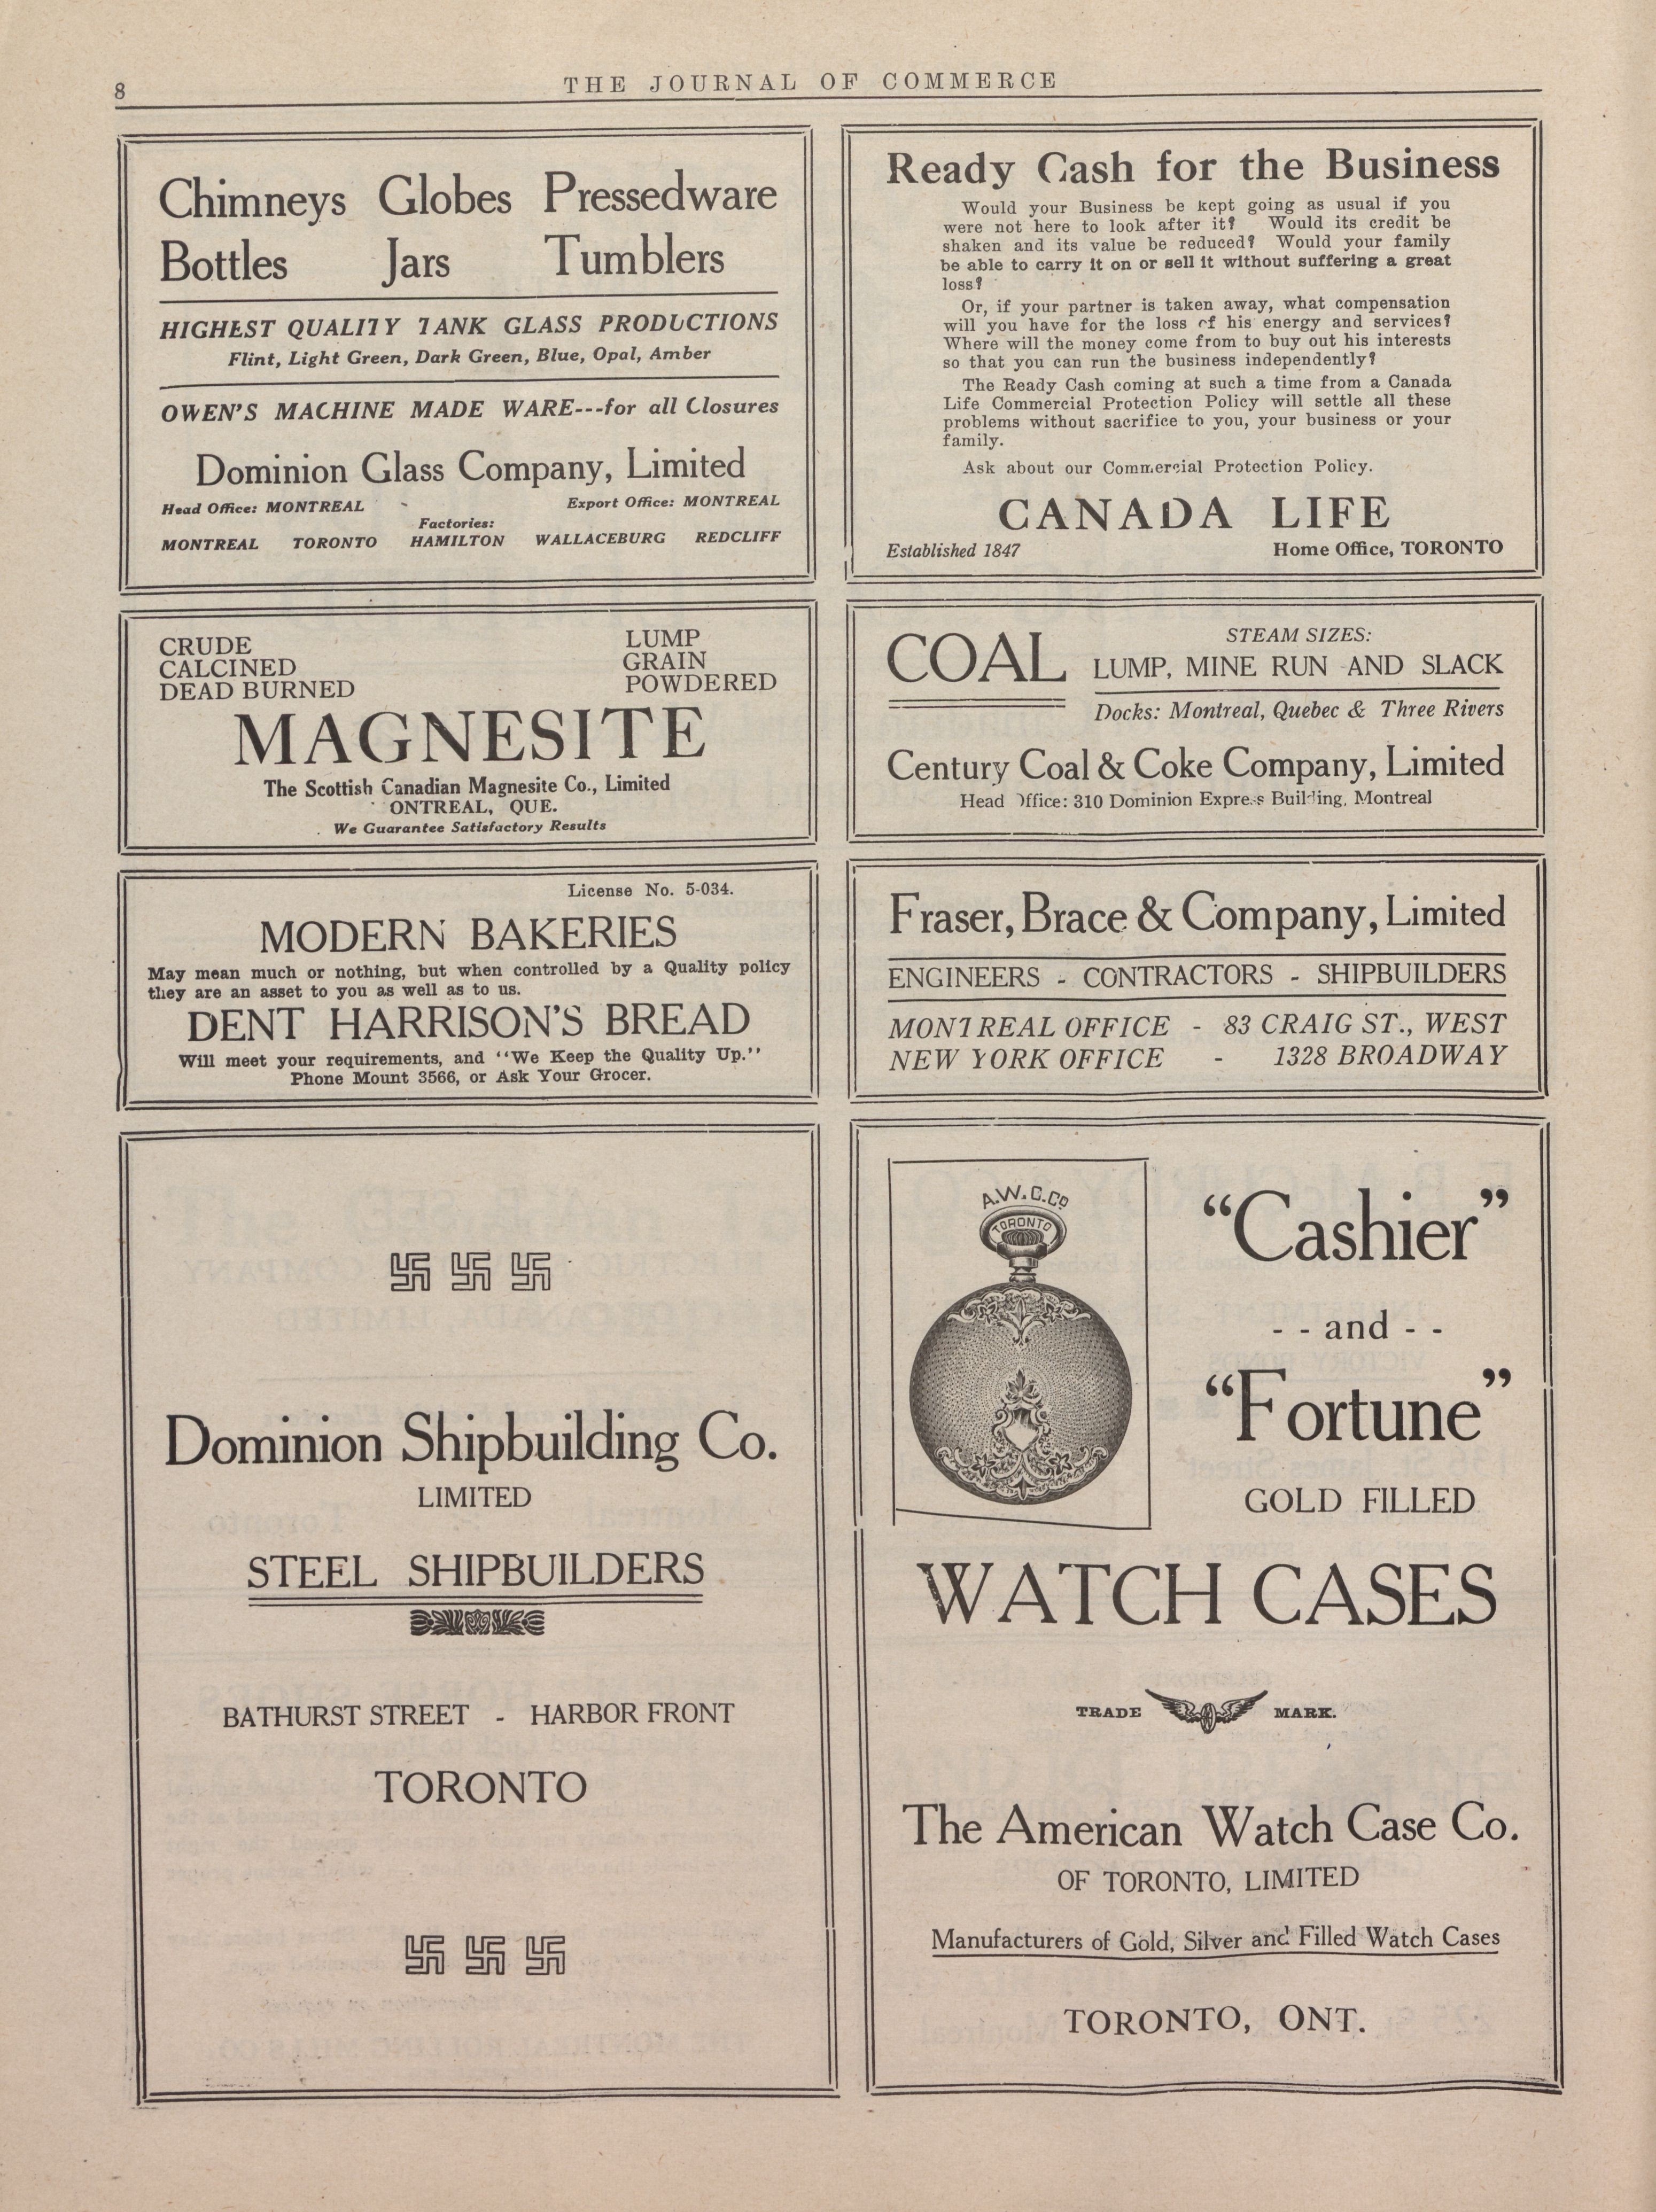 8
THE JOURNAL OF COMMERCE
Chimneys Globes Pressedware
Bottles Jars Tumblers
HIGHEST QUALITY TANK GLASS PRODUCTIONS
Flint, Light Green, Dark Green, Blue, Opal, Amber
OWEN'S MACHINE MADE WARE---for all Closures
Dominion Glass Company, Limited
Head Office: MONTREAL Export Office: MONTREAL
Factories:
MONTREAL TORONTO HAMILTON WALLACEBURG REDCLIFF
Ready Cash for the Business
Would your Business be kept going as usual if you
were not here to look after it? Would its credit be
shaken and its value be reduced? Would your family
be able to carry it on or sell it without suffering a great
loss?
Or, if your partner is taken away, what compensation
will you have for the loss of his energy and services?
Where will the money come from to buy out his interests
so that you can run the business independently?
The Ready Cash coming at such a time from a Canada
Life Commercial Protection Policy will settle all these
problems without sacrifice to you, your business or your
family.
Ask about our Commercial Protection Policy.
CANADA LIFE
Established 1847 Home Office, TORONTO
CRUDE LUMP
CALCINED GRAIN
DEAD BURNED POWDERED
MAGNESITE
The Scottish Canadian Magnesite Co., Limited
ONTREAL, QUE.
We Guarantee Satisfactory Results
COAL
STEAM SIZES:
LUMP, MINE RUN AND SLACK
Docks: Montreal, Quebec & Three Rivers
Century Coal & Coke Company, Limited
Head Office: 310 Dominion Express Building, Montreal
License No. 5-034.
MODERN BAKERIES
May mean much or nothing, but when controlled by a Quality policy
they are an asset to you as well as to us.
DENT HARRISON'S BREAD
Will meet your requirements, and "We Keep the Quality Up."
Phone Mount 3566, or Ask Your Grocer.
Fraser, Brace & Company, Limited
ENGINEERS - CONTRACTORS - SHIPBUILDERS
MONTREAL OFFICE - 83 CRAIG ST., WEST
NEW YORK OFFICE - 1328 BROADWAY
Dominion Shipbuilding Co.
LIMITED
STEEL SHIPBUILDERS
BATHURST STREET - HARBOR FRONT
TORONTO
A.W.C.Co
TORONTO
"Cashier"
- - and - -
"Fortune"
GOLD FILLED
WATCH CASES
TRADE MARK.
The American Watch Case Co.
OF TORONTO, LIMITED
Manufacturers of Gold, Silver and Filled Watch Cases
TORONTO, ONT.